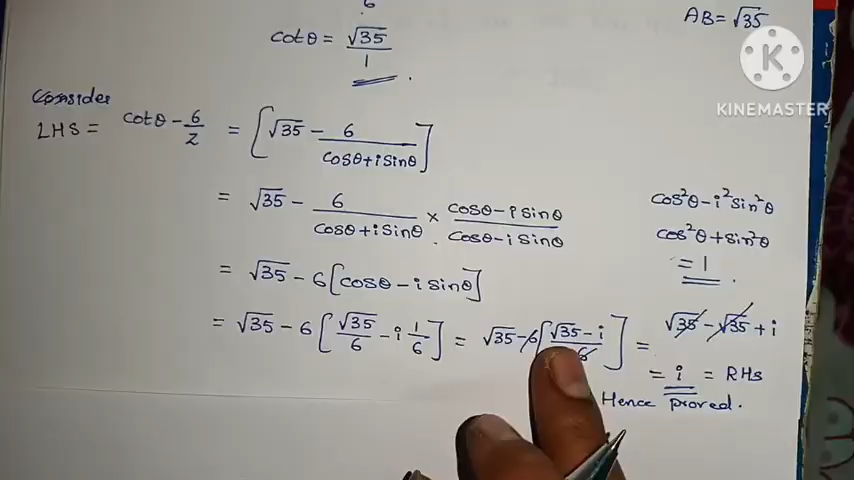 6
cotθ = √35/1
AB = √35
KINEMASTER
Consider
LHS = cotθ - 6/z = [√35 - 6/(cosθ+isinθ)]
= √35 - 6/(cosθ+isinθ) × (cosθ-isinθ)/(cosθ-isinθ)
cos²θ-i²sin²θ
cos²θ+sin²θ
= 1
= √35 - 6[cosθ-isinθ]
= √35 - 6[√35/6 - i 1/6] = √35-6[(√35-i)/6] = √35-√35+i
= i = RHS
Hence proved.